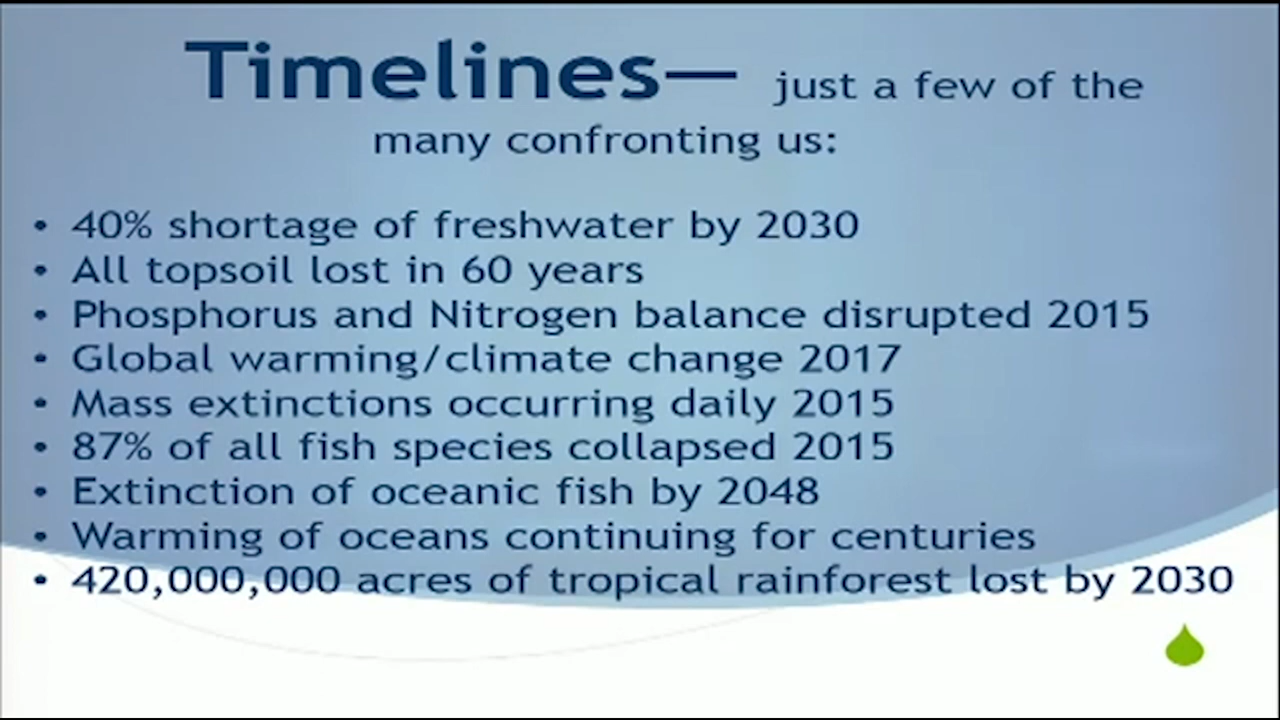 Timelines— just a few of the
many confronting us:
• 40% shortage of freshwater by 2030
• All topsoil lost in 60 years
• Phosphorus and Nitrogen balance disrupted 2015
• Global warming/climate change 2017
• Mass extinctions occurring daily 2015
• 87% of all fish species collapsed 2015
• Extinction of oceanic fish by 2048
• Warming of oceans continuing for centuries
• 420,000,000 acres of tropical rainforest lost by 2030